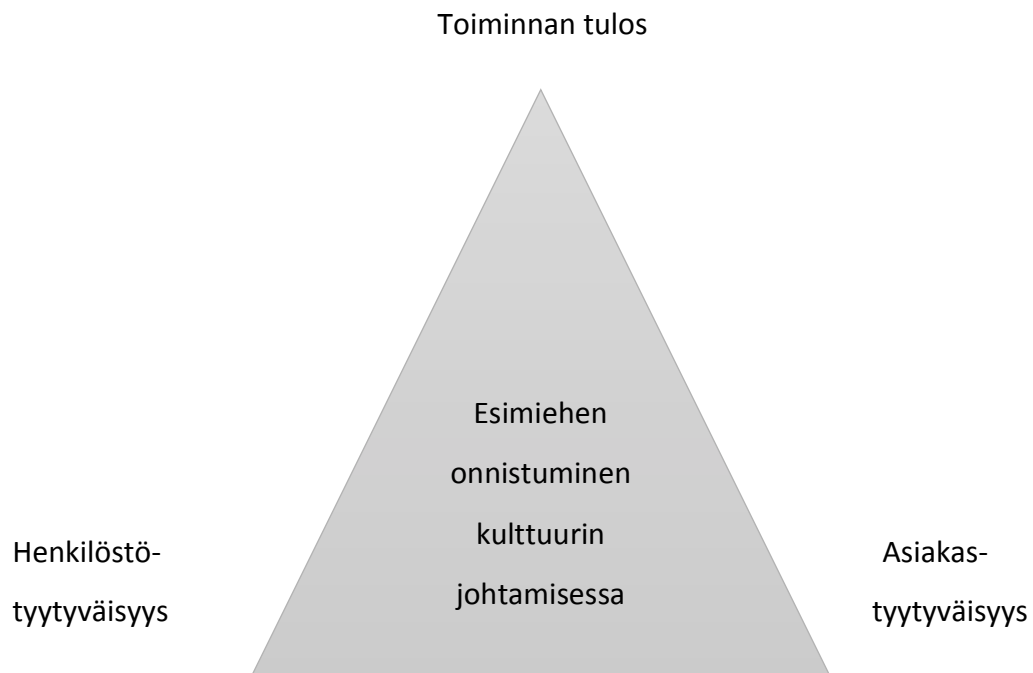 Toiminnan tulos
Esimiehen
onnistuminen
kulttuurin
johtamisessa
Henkilöstö-
tyytyväisyys
Asiakas-
tyytyväisyys